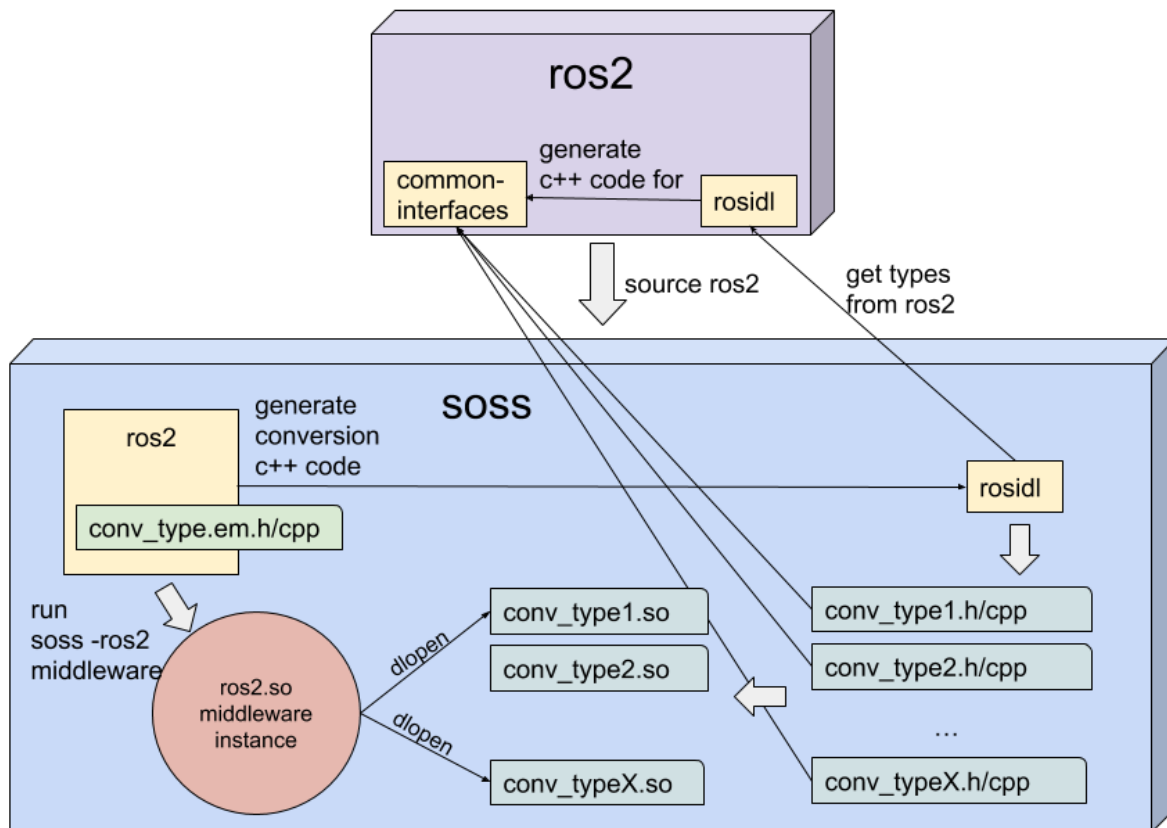 ros2
generate
c++ code for
common-
interfaces
rosidl
source ros2
get types
from ros2
soss
ros2
generate
conversion
c++ code
rosidl
conv_type.em.h/cpp
run
soss -ros2
middleware
ros2.so
middleware
instance
dlopen
dlopen
conv_type1.so
conv_type2.so
conv_typeX.so
conv_type1.h/cpp
conv_type2.h/cpp
...
conv_typeX.h/cpp